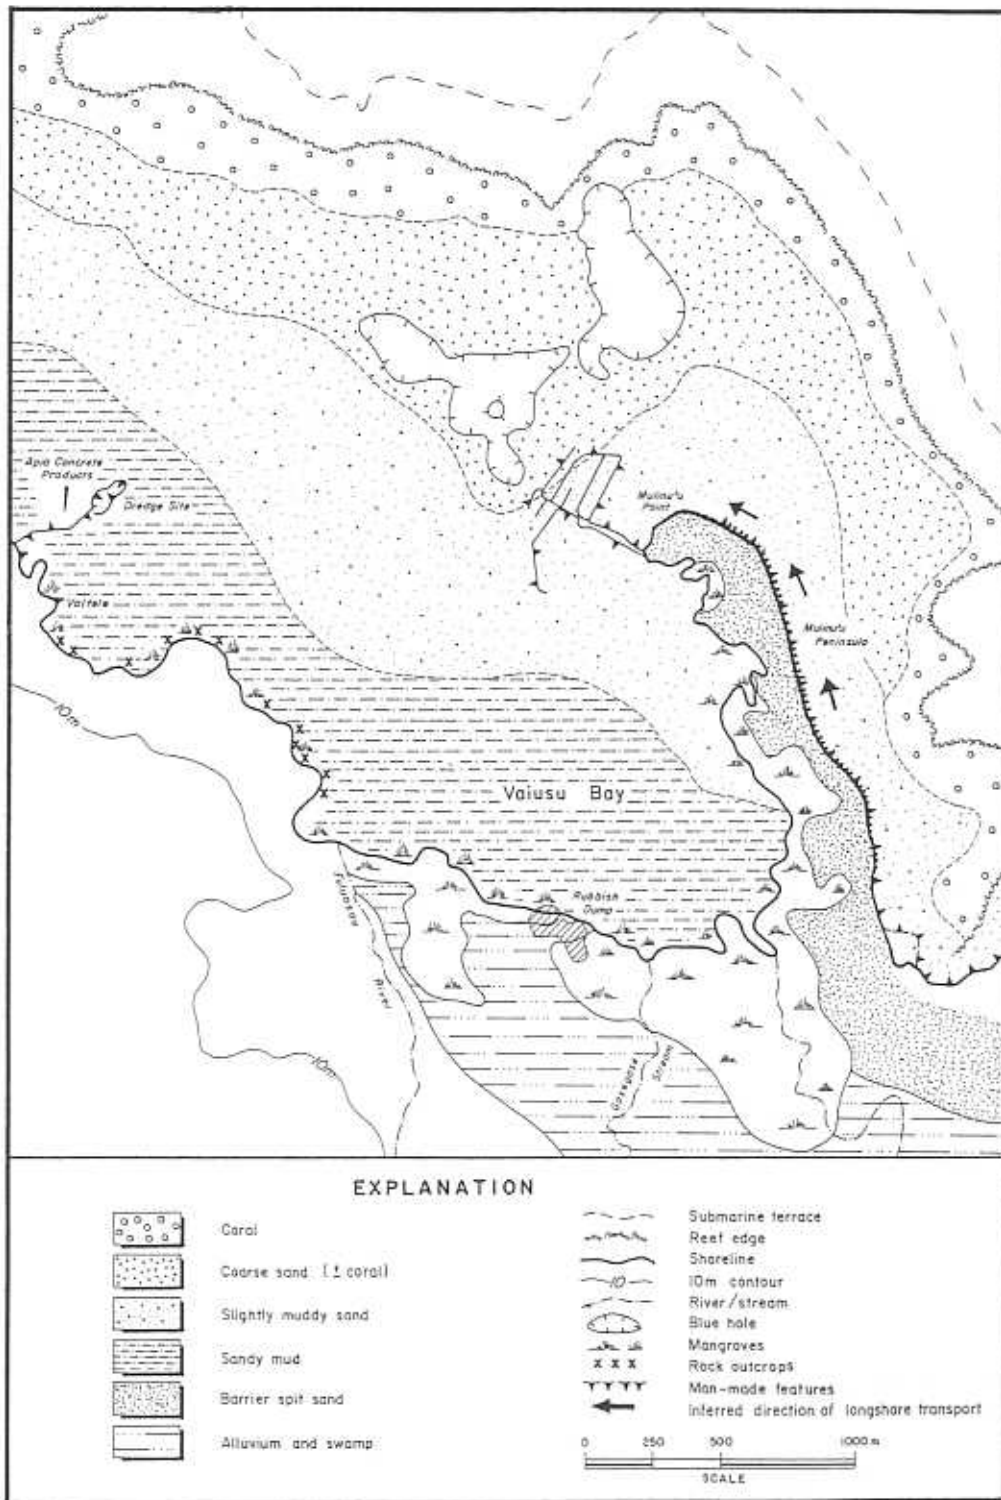 Apia Concrete
Products
Dredge Site
Vaitele
10m
Mulinu'u
Point
Mulinu'u
Peninsula
Vaiusu Bay
Rubbish
Dump
Fuluasou
River
10m
Gasegase
Stream
EXPLANATION
Coral
Coarse sand (± coral)
Slightly muddy sand
Sandy mud
Barrier spit sand
Alluvium and swamp
Submarine terrace
Reef edge
Shoreline
10
10m contour
River/stream
Blue hole
Mangroves
X X X Rock outcrops
Man-made features
Inferred direction of longshore transport
0 250 500 1000 m
SCALE